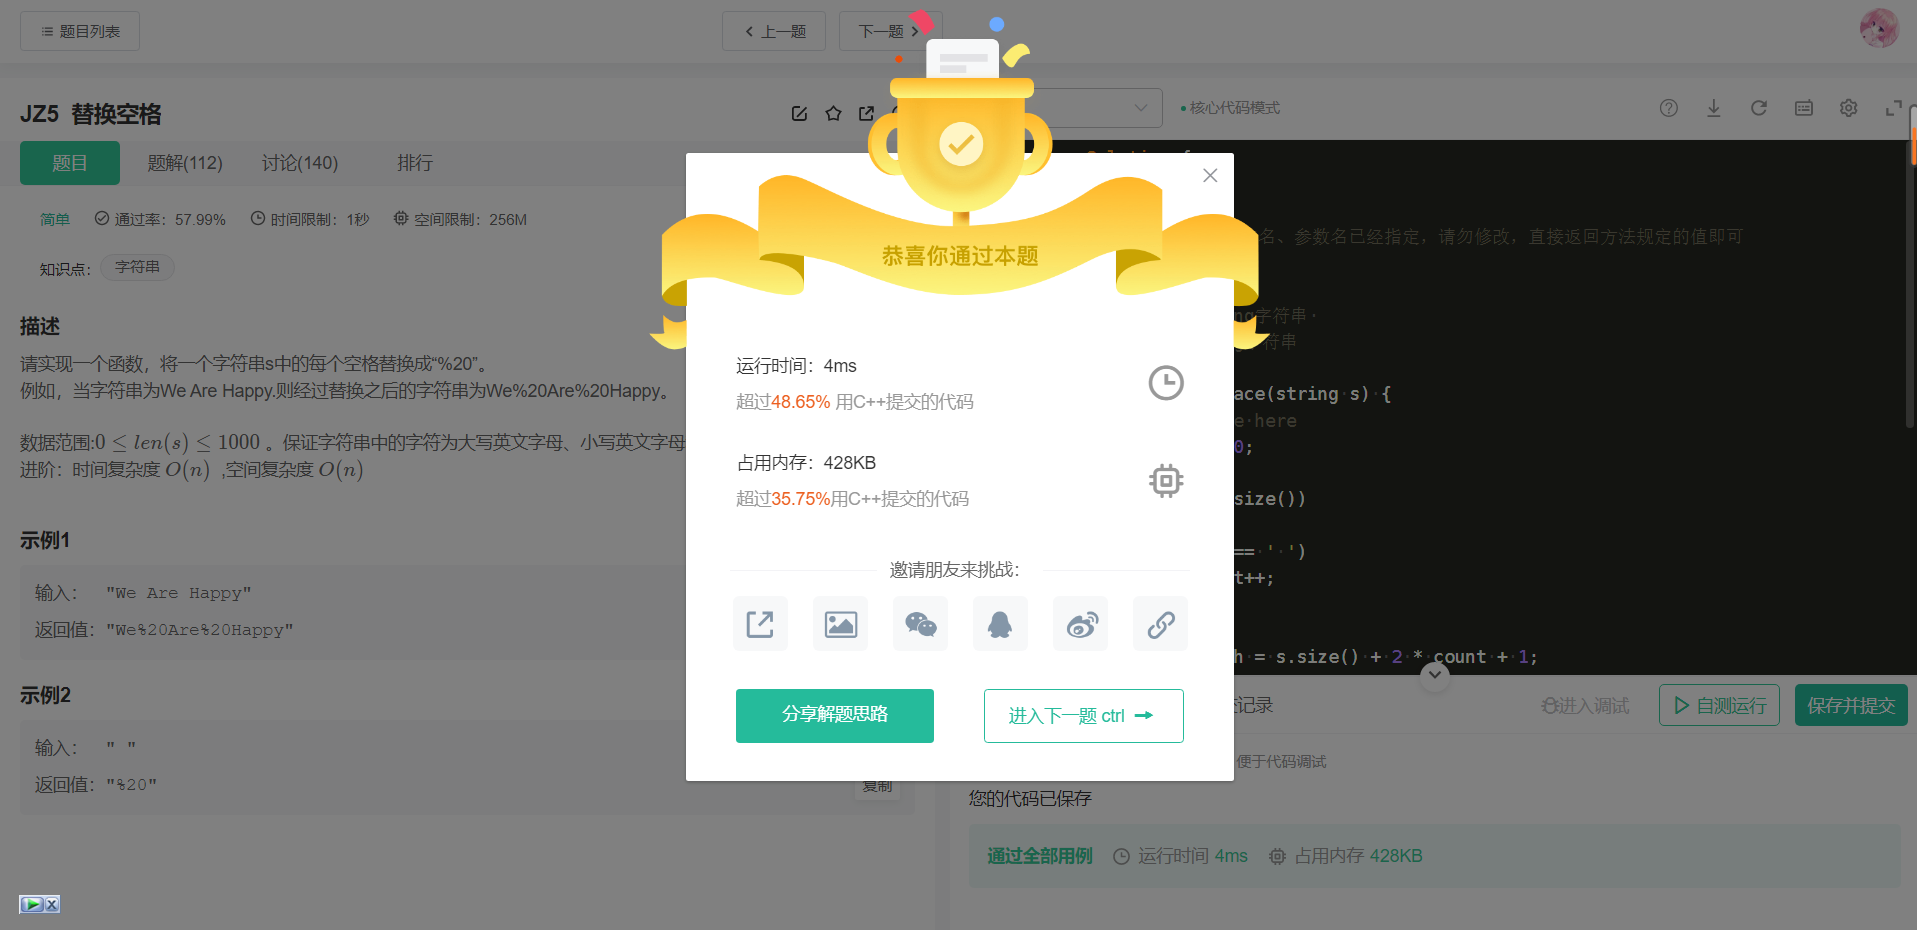 题目列表
上一题
下一题
JZ5 替换空格
核心代码模式
题目
题解(112)
讨论(140)
排行
简单
通过率：57.99%
时间限制：1秒
空间限制：256M
知识点：
字符串
描述
请实现一个函数，将一个字符串s中的每个空格替换成“%20”。
例如，当字符串为We Are Happy.则经过替换之后的字符串为We%20Are%20Happy。
数据范围:0 ≤ len(s) ≤ 1000 。保证字符串中的字符为大写英文字母、小写英文字母
进阶：时间复杂度 O(n) ,空间复杂度 O(n)
示例1
输入： "We Are Happy"
返回值："We%20Are%20Happy"
示例2
输入： " "
返回值："%20"
复制
恭喜你通过本题
运行时间：4ms
超过48.65% 用C++提交的代码
占用内存：428KB
超过35.75%用C++提交的代码
邀请朋友来挑战：
分享解题思路
进入下一题 ctrl
名、参数名已经指定，请勿修改，直接返回方法规定的值即可
ng字符串
符串
ace(string s) {
e here
0;
size())
== ' ')
t++;
h = s.size() + 2 * count + 1;
记录
进入调试
自测运行
保存并提交
便于代码调试
您的代码已保存
通过全部用例
运行时间 4ms
占用内存 428KB